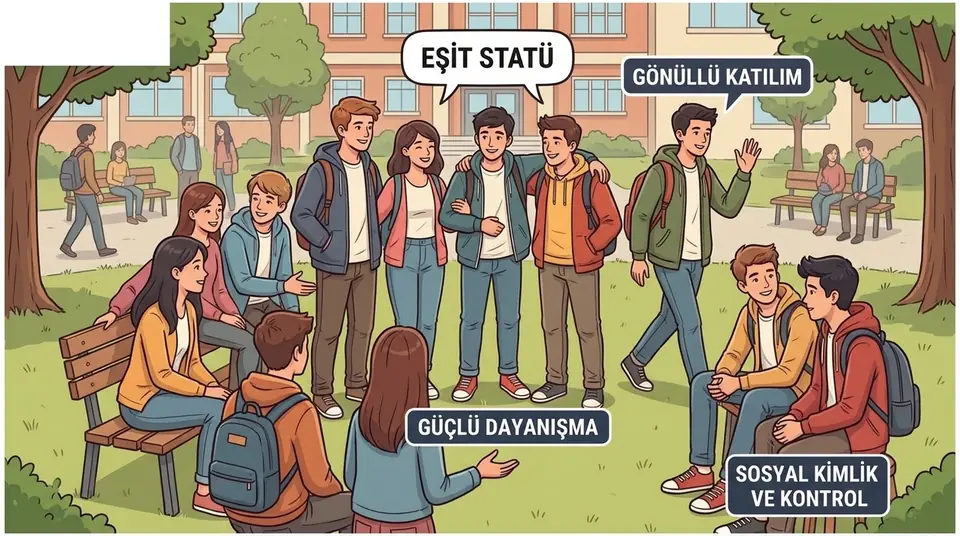 EŞİT STATÜ
GÖNÜLLÜ KATILIM
GÜÇLÜ DAYANIŞMA
SOSYAL KİMLİK
VE KONTROL